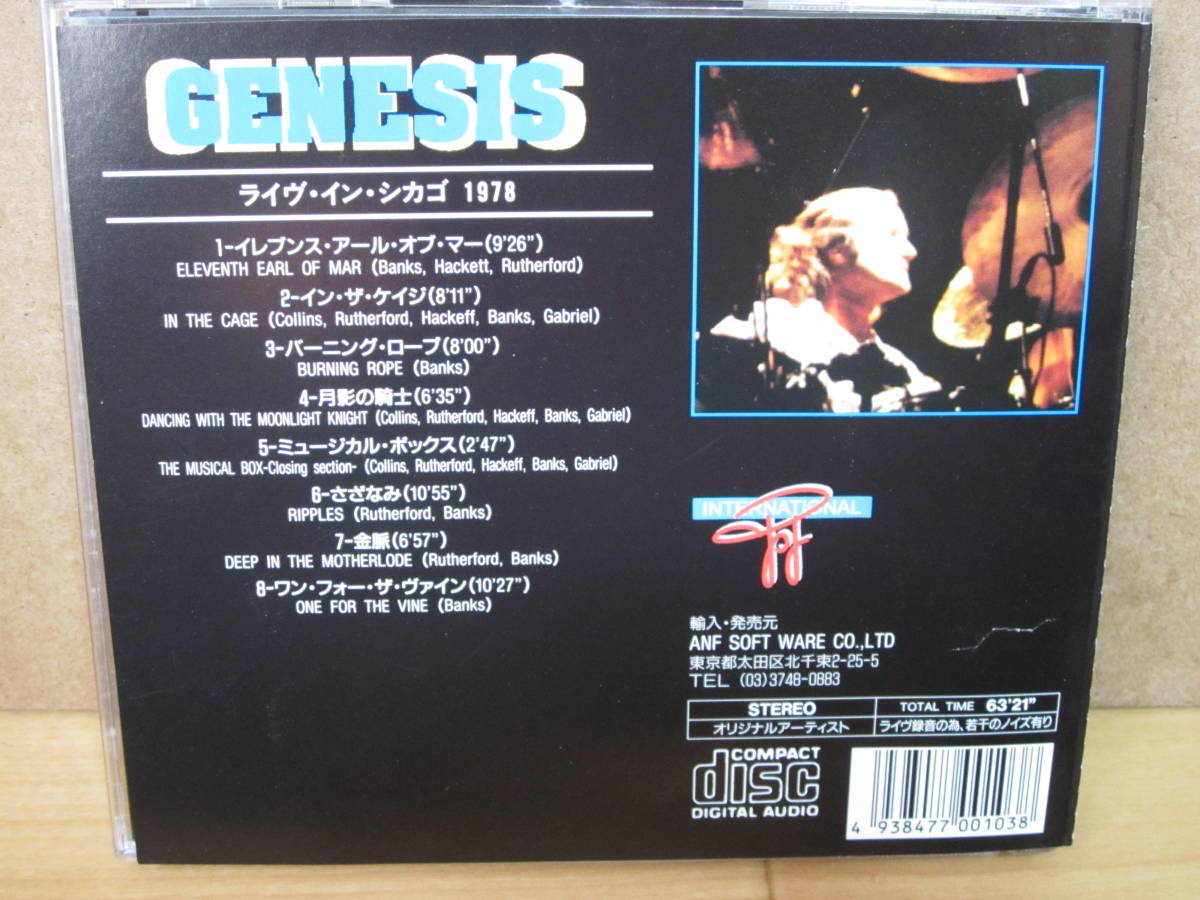 GENESIS
ライヴ・イン・シカゴ 1978
1-イレブンス・アール・オブ・マー(9'26")
ELEVENTH EARL OF MAR (Banks, Hackett, Rutherford)
2-イン・ザ・ケイジ(8'11")
IN THE CAGE (Collins, Rutherford, Hackeff, Banks, Gabriel)
3-バーニング・ロープ(8'00")
BURNING ROPE (Banks)
4-月影の騎士(6'35")
DANCING WITH THE MOONLIGHT KNIGHT (Collins, Rutherford, Hackeff, Banks, Gabriel)
5-ミュージカル・ボックス(2'47")
THE MUSICAL BOX-Closing section- (Collins, Rutherford, Hackeff, Banks, Gabriel)
6-さざなみ(10'55")
RIPPLES (Rutherford, Banks)
7-金脈(6'57")
DEEP IN THE MOTHERLODE (Rutherford, Banks)
8-ワン・フォー・ザ・ヴァイン(10'27")
ONE FOR THE VINE (Banks)
INTERNATIONAL
輸入・発売元
ANF SOFT WARE CO.,LTD
東京都太田区北千束2-25-5
TEL (03)3748-0883
STEREO
TOTAL TIME 63'21"
オリジナルアーティスト
ライヴ録音の為、若干のノイズ有り
COMPACT
disc
DIGITAL AUDIO
4 938477 001038